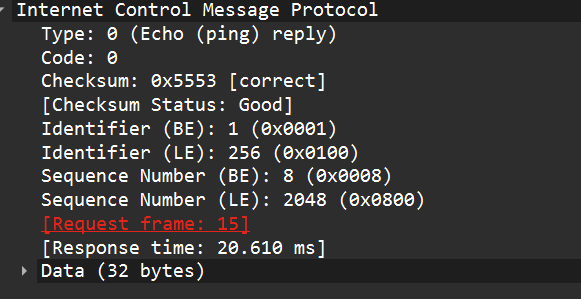 Internet Control Message Protocol
Type: 0 (Echo (ping) reply)
Code: 0
Checksum: 0x5553 [correct]
[Checksum Status: Good]
Identifier (BE): 1 (0x0001)
Identifier (LE): 256 (0x0100)
Sequence Number (BE): 8 (0x0008)
Sequence Number (LE): 2048 (0x0800)
[Request frame: 15]
[Response time: 20.610 ms]
Data (32 bytes)